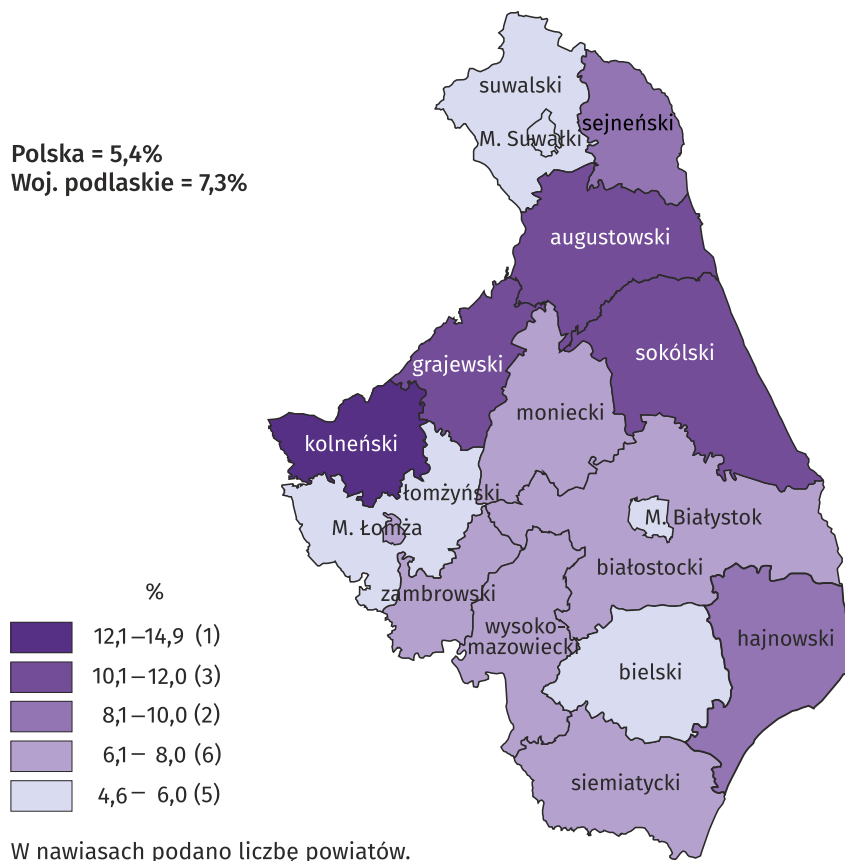 suwalski
M. Suwałki
sejneński
Polska = 5,4%
Woj. podlaskie = 7,3%
augustowski
grajewski
sokólski
moniecki
kolneński
łomżyński
M. Łomża
M. Białystok
białostocki
zambrowski
wysoko-
mazowiecki
hajnowski
bielski
siemiatycki
%
12,1–14,9 (1)
10,1–12,0 (3)
8,1–10,0 (2)
6,1– 8,0 (6)
4,6– 6,0 (5)
W nawiasach podano liczbę powiatów.